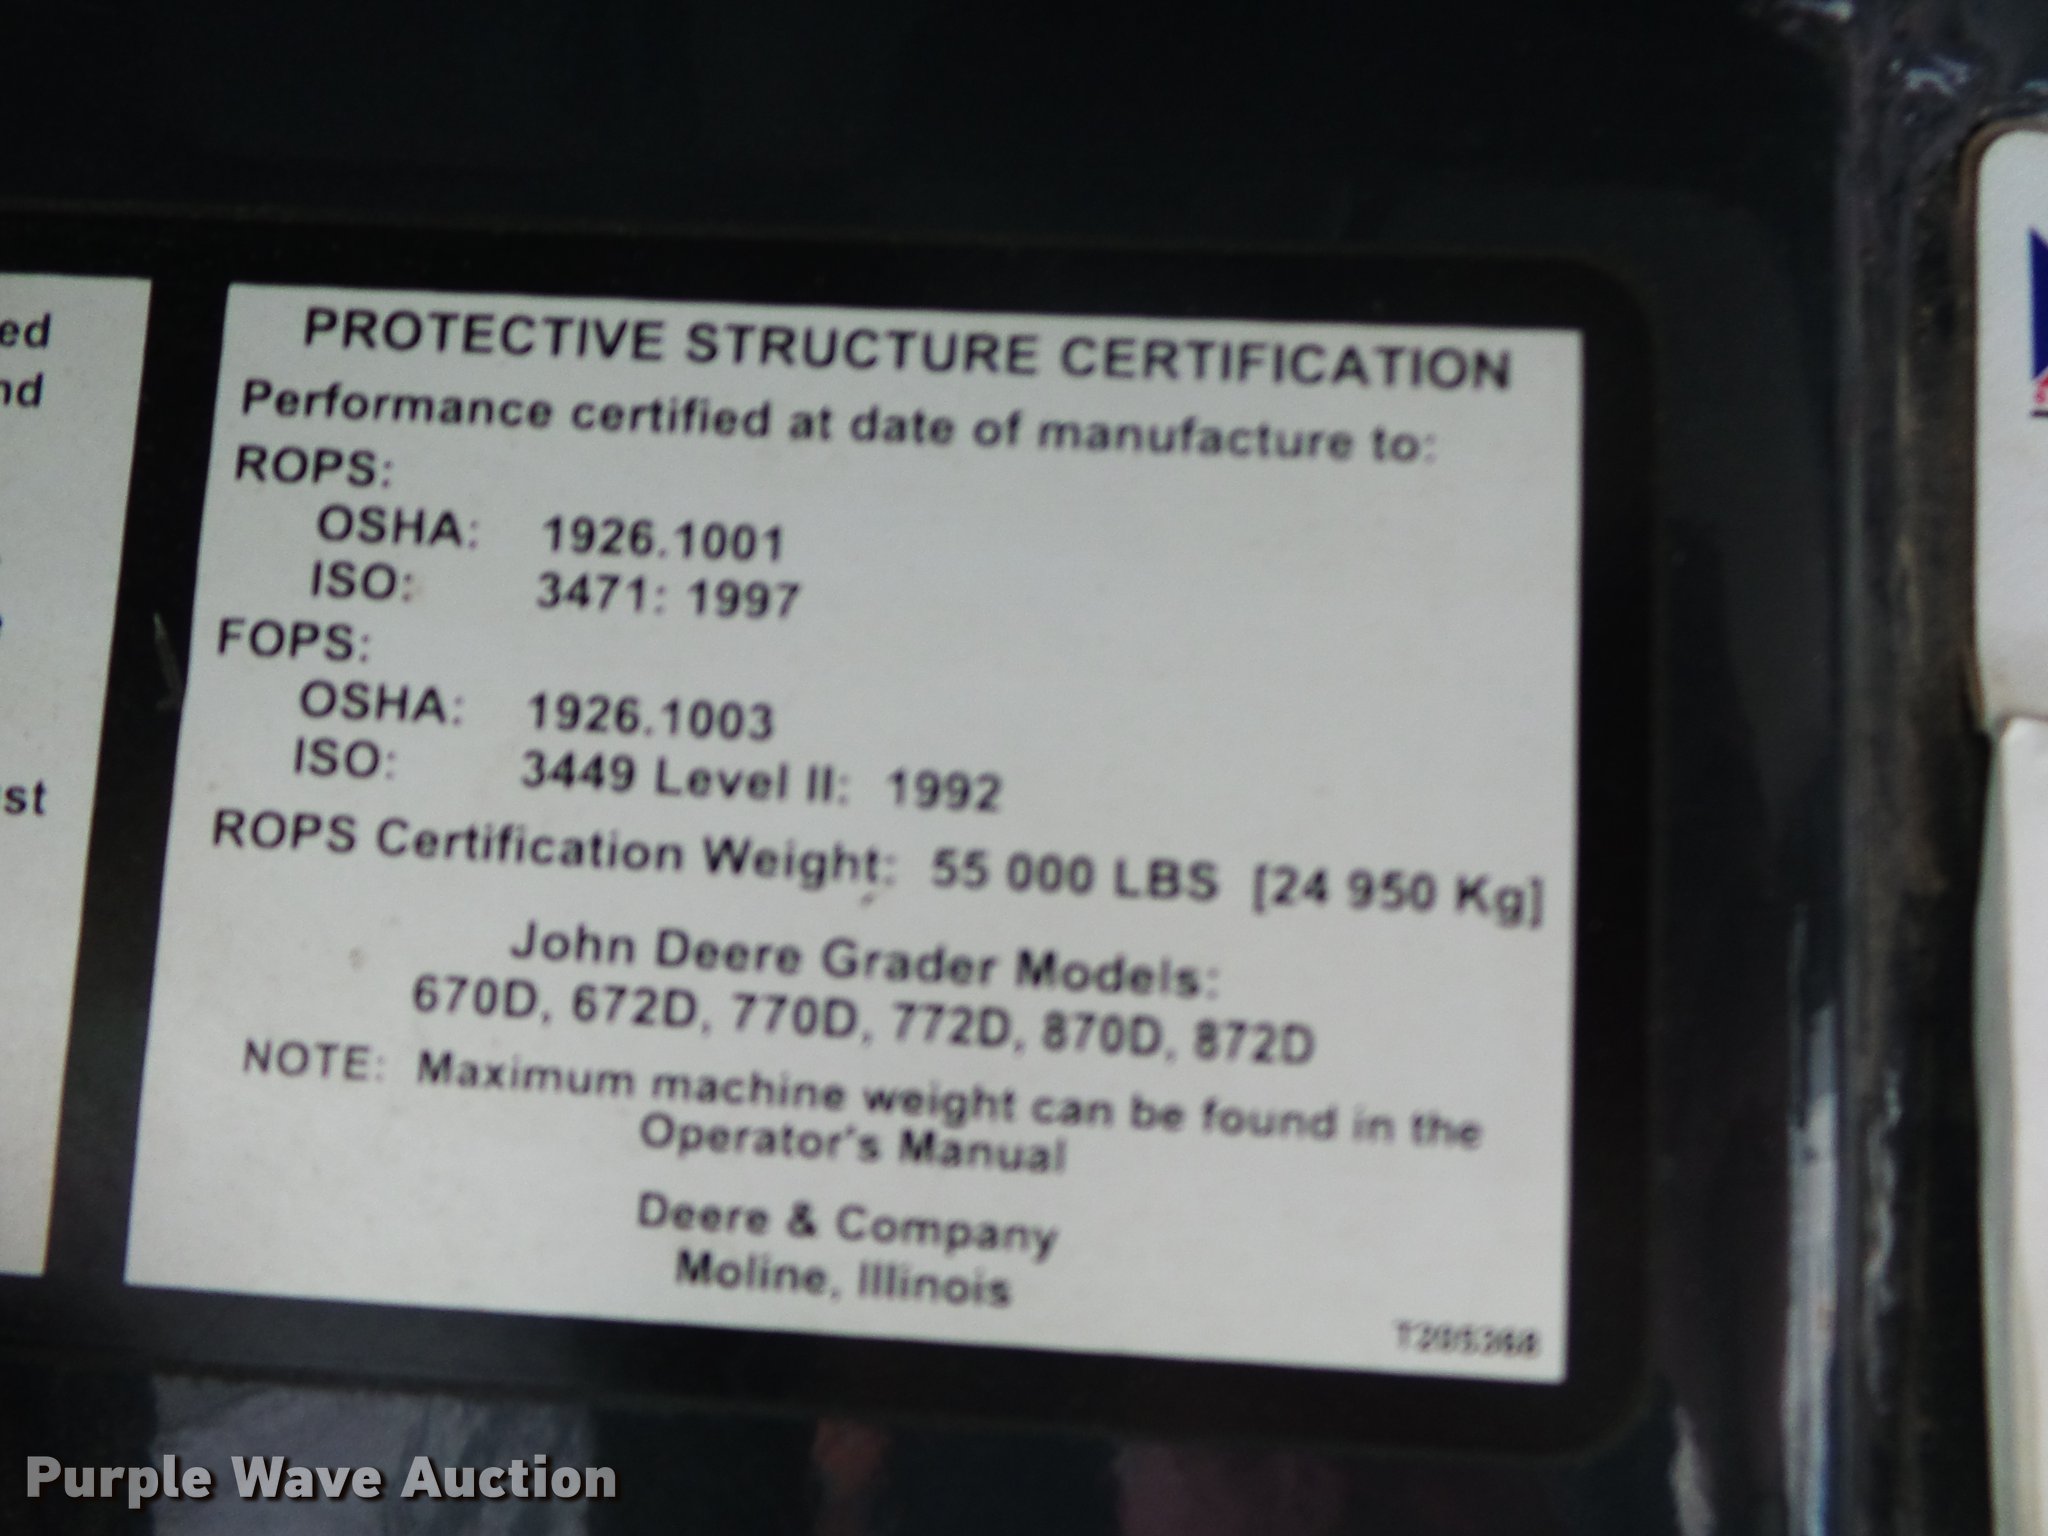 ed
nd
st
PROTECTIVE STRUCTURE CERTIFICATION
Performance certified at date of manufacture to:
ROPS:
OSHA: 1926.1001
ISO: 3471: 1997
FOPS:
OSHA: 1926.1003
ISO: 3449 Level II: 1992
ROPS Certification Weight: 55 000 LBS [24 950 Kg]
John Deere Grader Models:
670D, 672D, 770D, 772D, 870D, 872D
NOTE: Maximum machine weight can be found in the
Operator's Manual
Deere & Company
Moline, Illinois
Purple Wave Auction